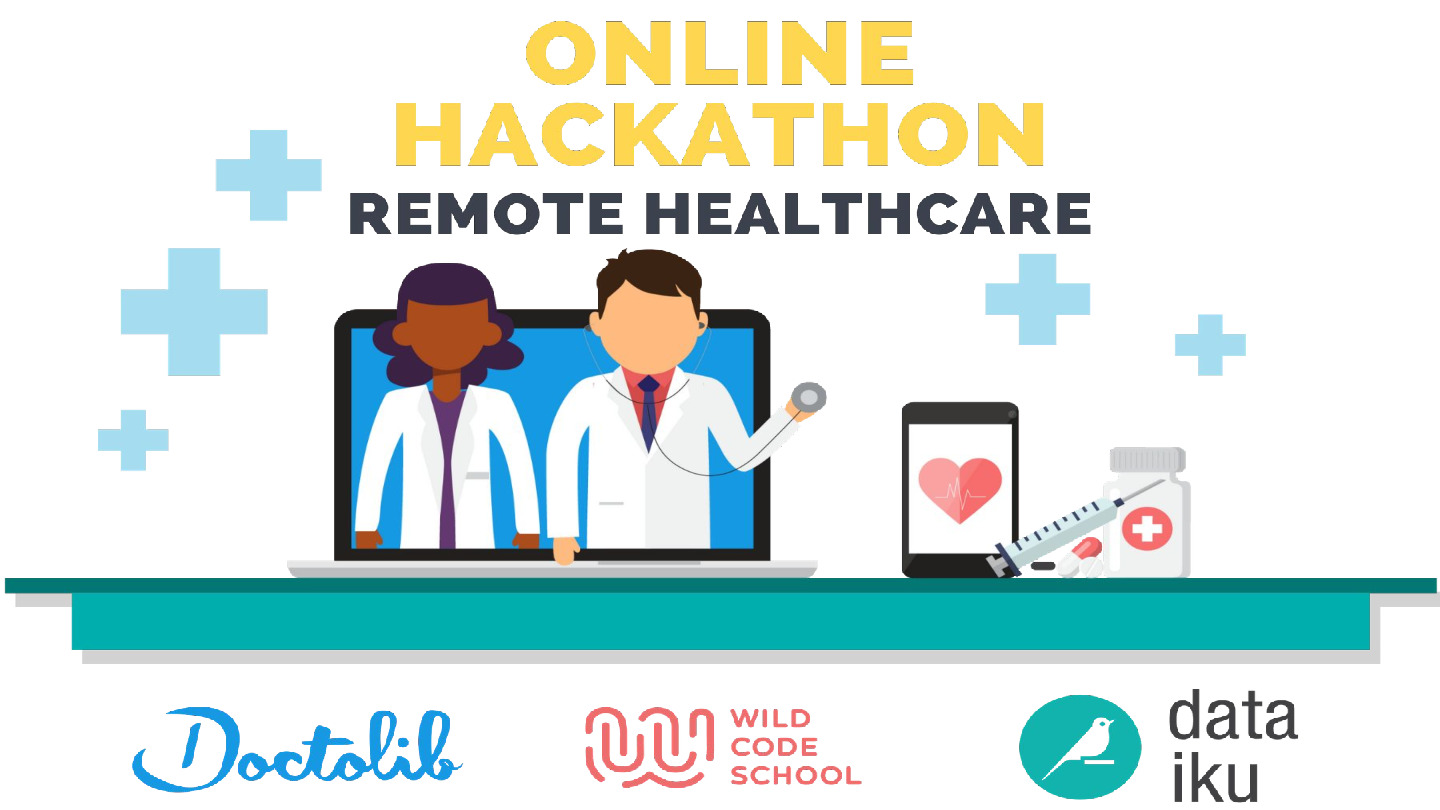 ONLINE
HACKATHON
REMOTE HEALTHCARE
Doctolib
WILD
CODE
SCHOOL
data
iku